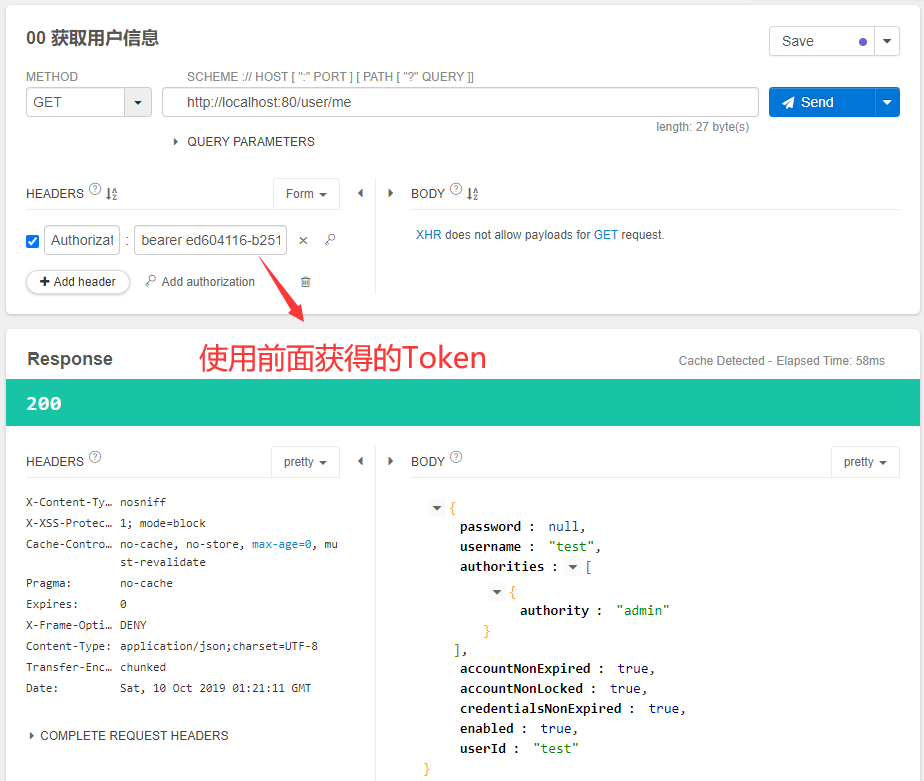 00 获取用户信息
Save
METHOD
SCHEME :// HOST [ ":" PORT ] [ PATH [ "?" QUERY ]]
GET
http://localhost:80/user/me
Send
length: 27 byte(s)
QUERY PARAMETERS
HEADERS
Form
BODY
Authorizat : bearer ed604116-b251
XHR does not allow payloads for GET request.
Add header
Add authorization
使用前面获得的Token
Response
Cache Detected - Elapsed Time: 58ms
200
HEADERS
pretty
BODY
pretty
X-Content-Ty… nosniff
X-XSS-Protec… 1; mode=block
Cache-Contro… no-cache, no-store, max-age=0, mu
st-revalidate
Pragma: no-cache
Expires: 0
X-Frame-Opti… DENY
Content-Type: application/json;charset=UTF-8
Transfer-Enc… chunked
Date: Sat, 10 Oct 2019 01:21:11 GMT
COMPLETE REQUEST HEADERS
{
password : null,
username : "test",
authorities : [
{
authority : "admin"
}
],
accountNonExpired : true,
accountNonLocked : true,
credentialsNonExpired : true,
enabled : true,
userId : "test"
}